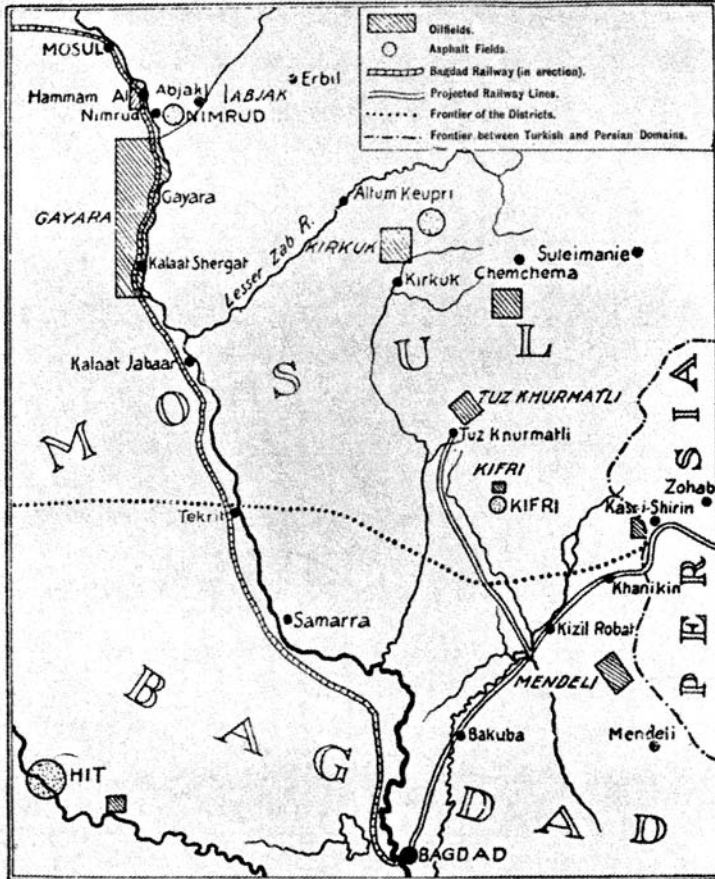 Oilfields.
Asphalt Fields.
Bagdad Railway (in erection).
Projected Railway Lines.
Frontier of the Districts.
Frontier between Turkish and Persian Domains.
MOSUL
Erbil
Hammam Al
Abjak
ABJAK
Nimrud
NIMRUD
Altum Keupri
Gayara
GAYARA
KIRKUK
Lesser Zab R.
Suleimanie
Kalaat Shergat
Chemchema
Kirkuk
MOSUL
Kalaat Jabaar
TUZ KHURMATLI
Tuz Khurmatli
PERSIA
KIFRI
Zohab
KIFRI
Kasri-Shirin
Tekrit
Khanikin
Samarra
Kizil Robat
MENDELI
BAGDAD
Bakuba
Mendeli
HIT
BAGDAD